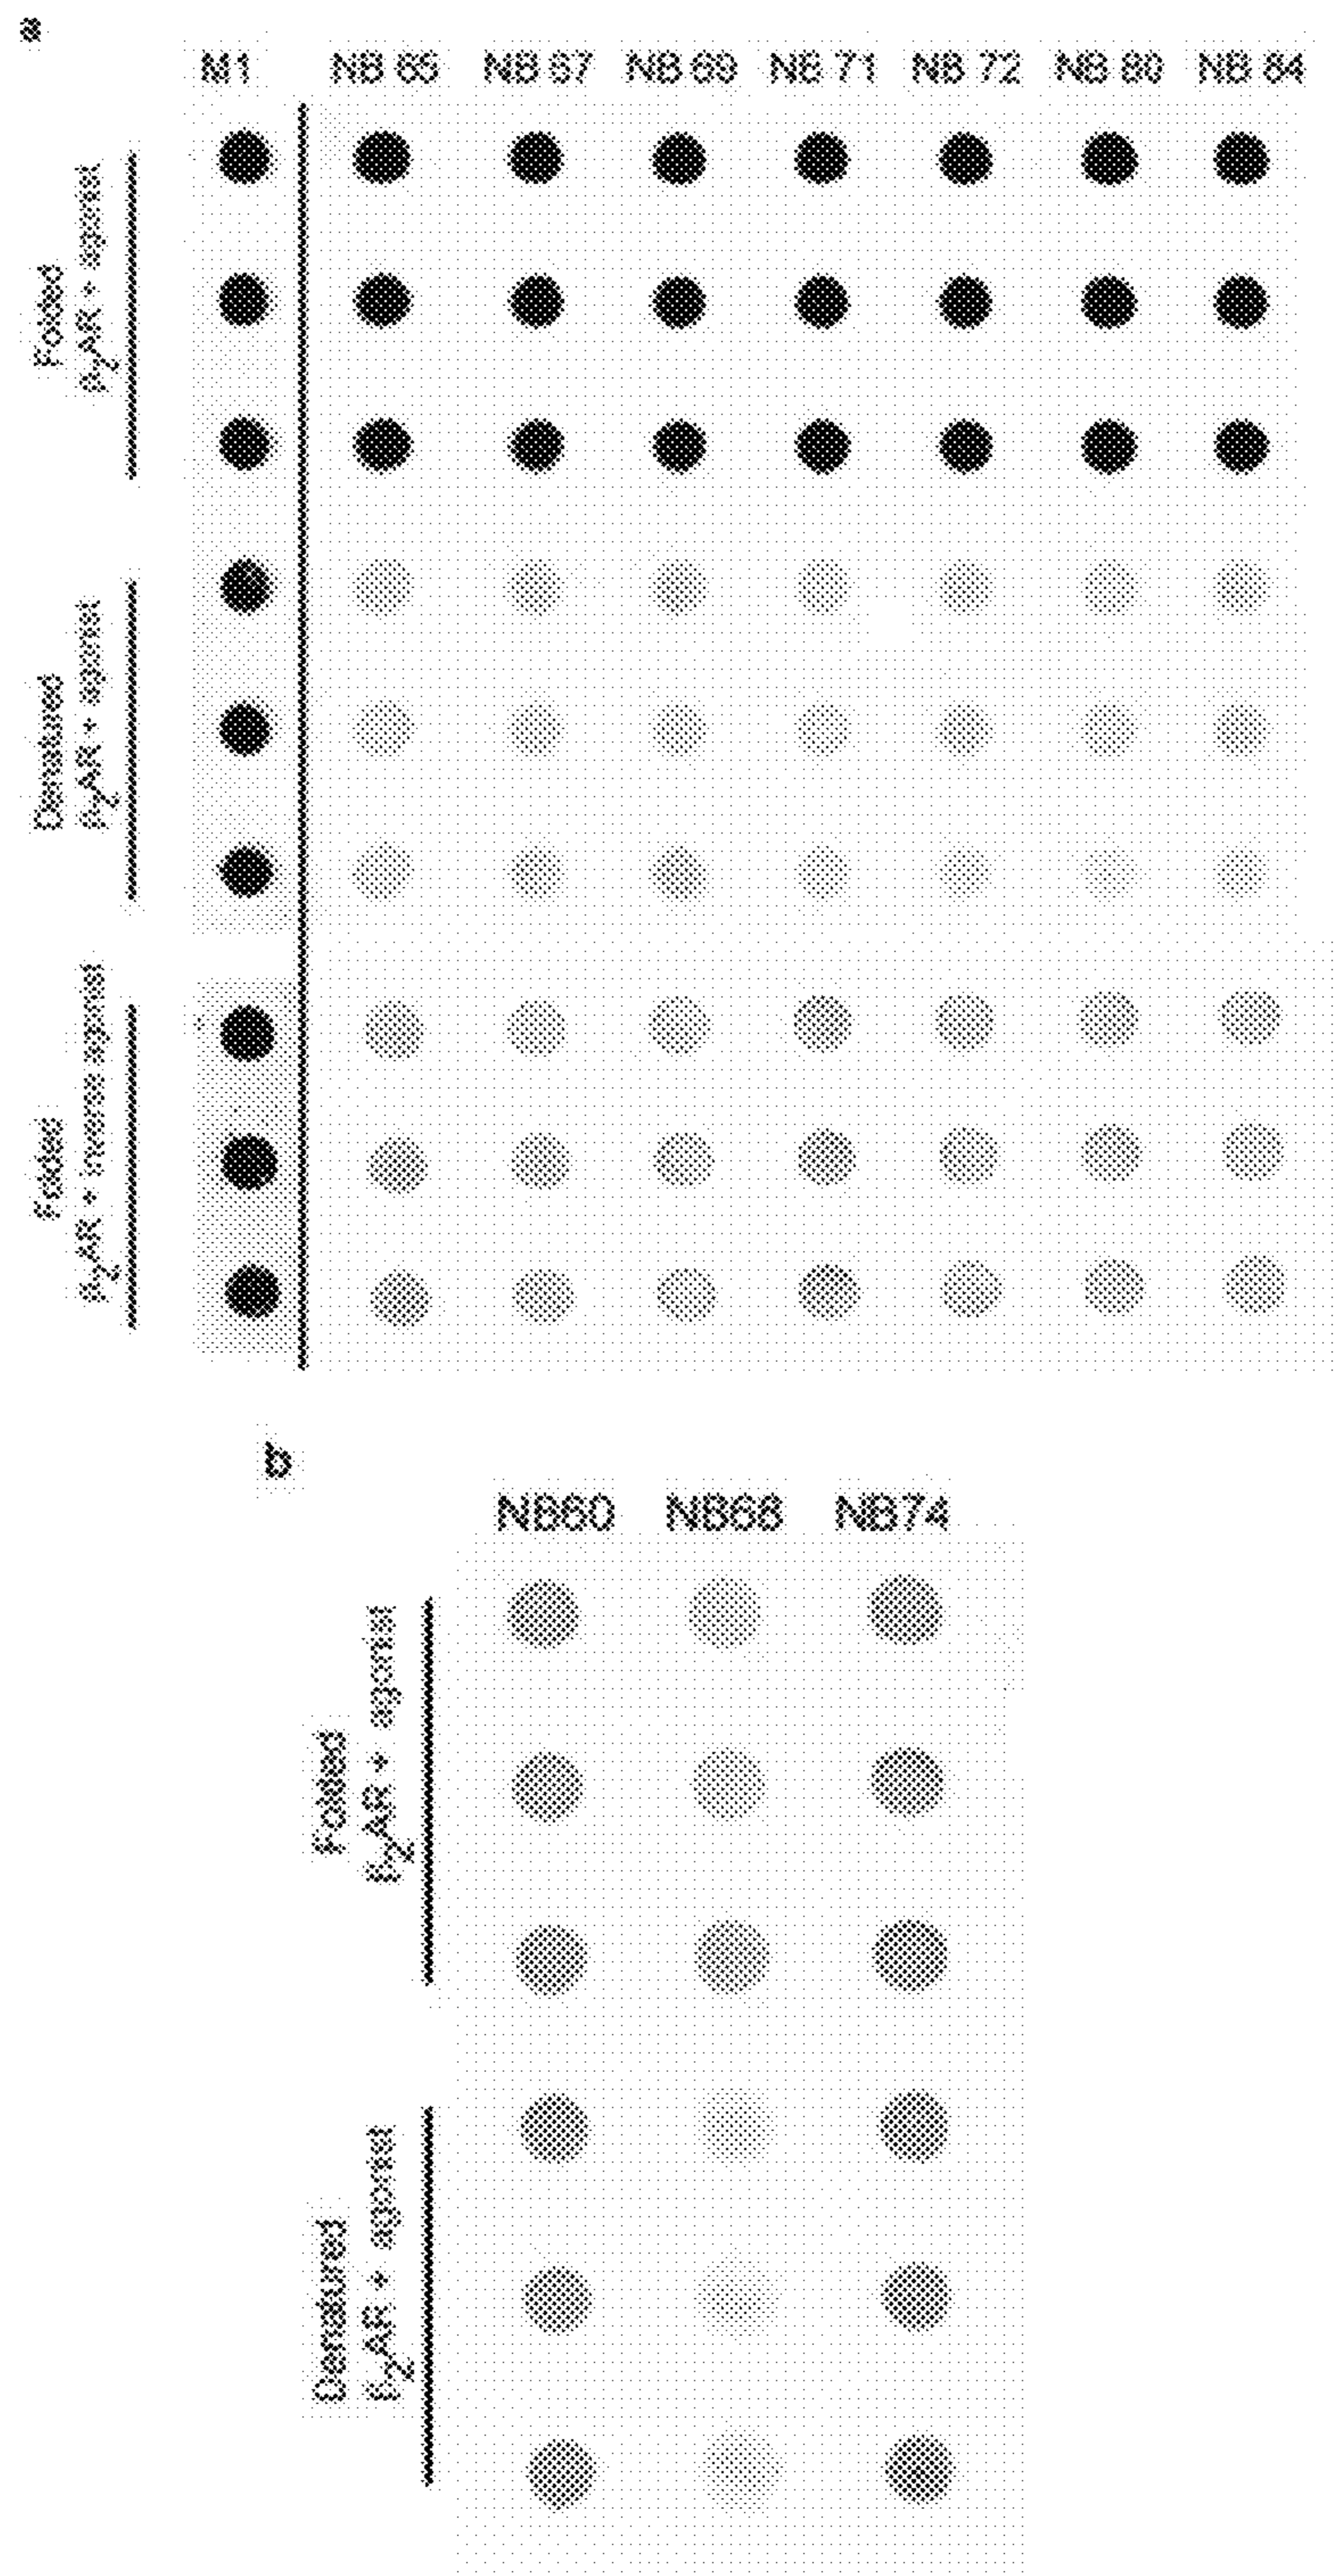 a
M1 NB 65 NB 67 NB 69 NB 71 NB 72 NB 80 NB 84
Folded
β₂AR + agonist
Denatured
β₂AR + agonist
Folded
β₂AR + inverse agonist
b
NB60 NB68 NB74
Folded
β₂AR + agonist
Denatured
β₂AR + agonist